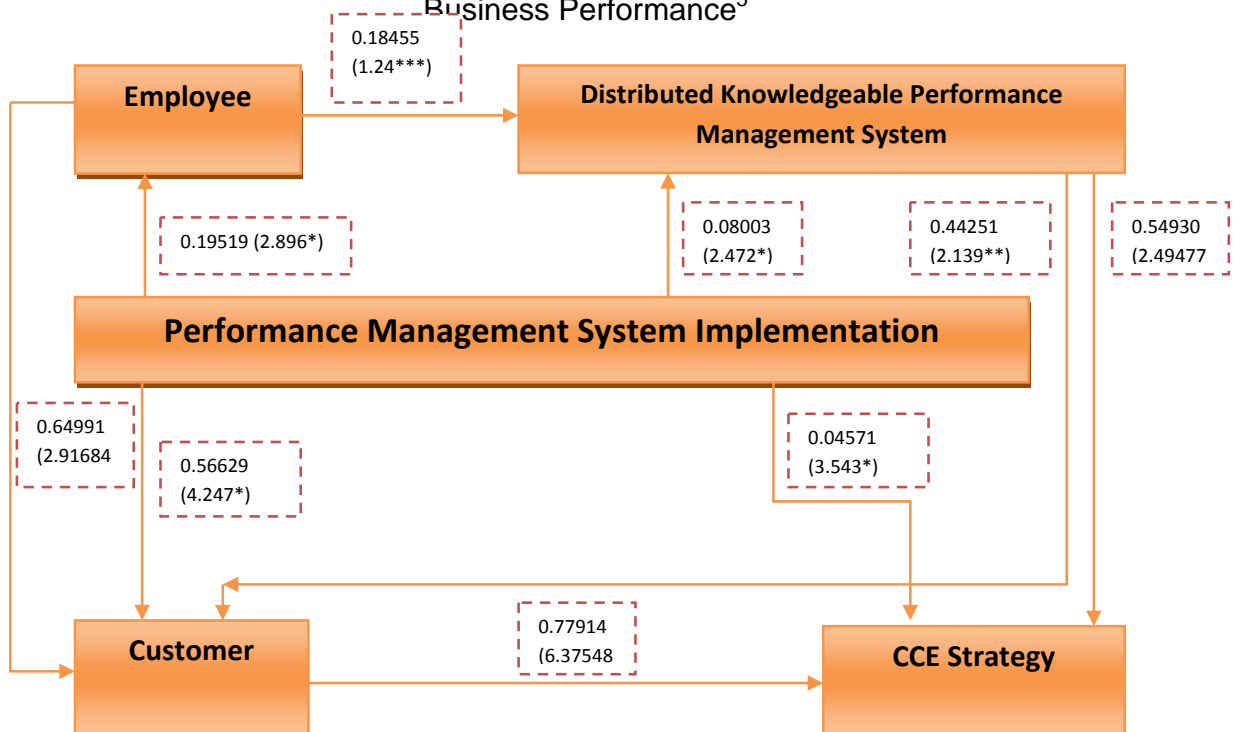 Business Performance⁵
0.18455
(1.24***)
Employee
Distributed Knowledgeable Performance
Management System
0.19519 (2.896*)
0.08003
(2.472*)
0.44251
(2.139**)
0.54930
(2.49477
Performance Management System Implementation
0.64991
(2.91684
0.56629
(4.247*)
0.04571
(3.543*)
Customer
0.77914
(6.37548
CCE Strategy